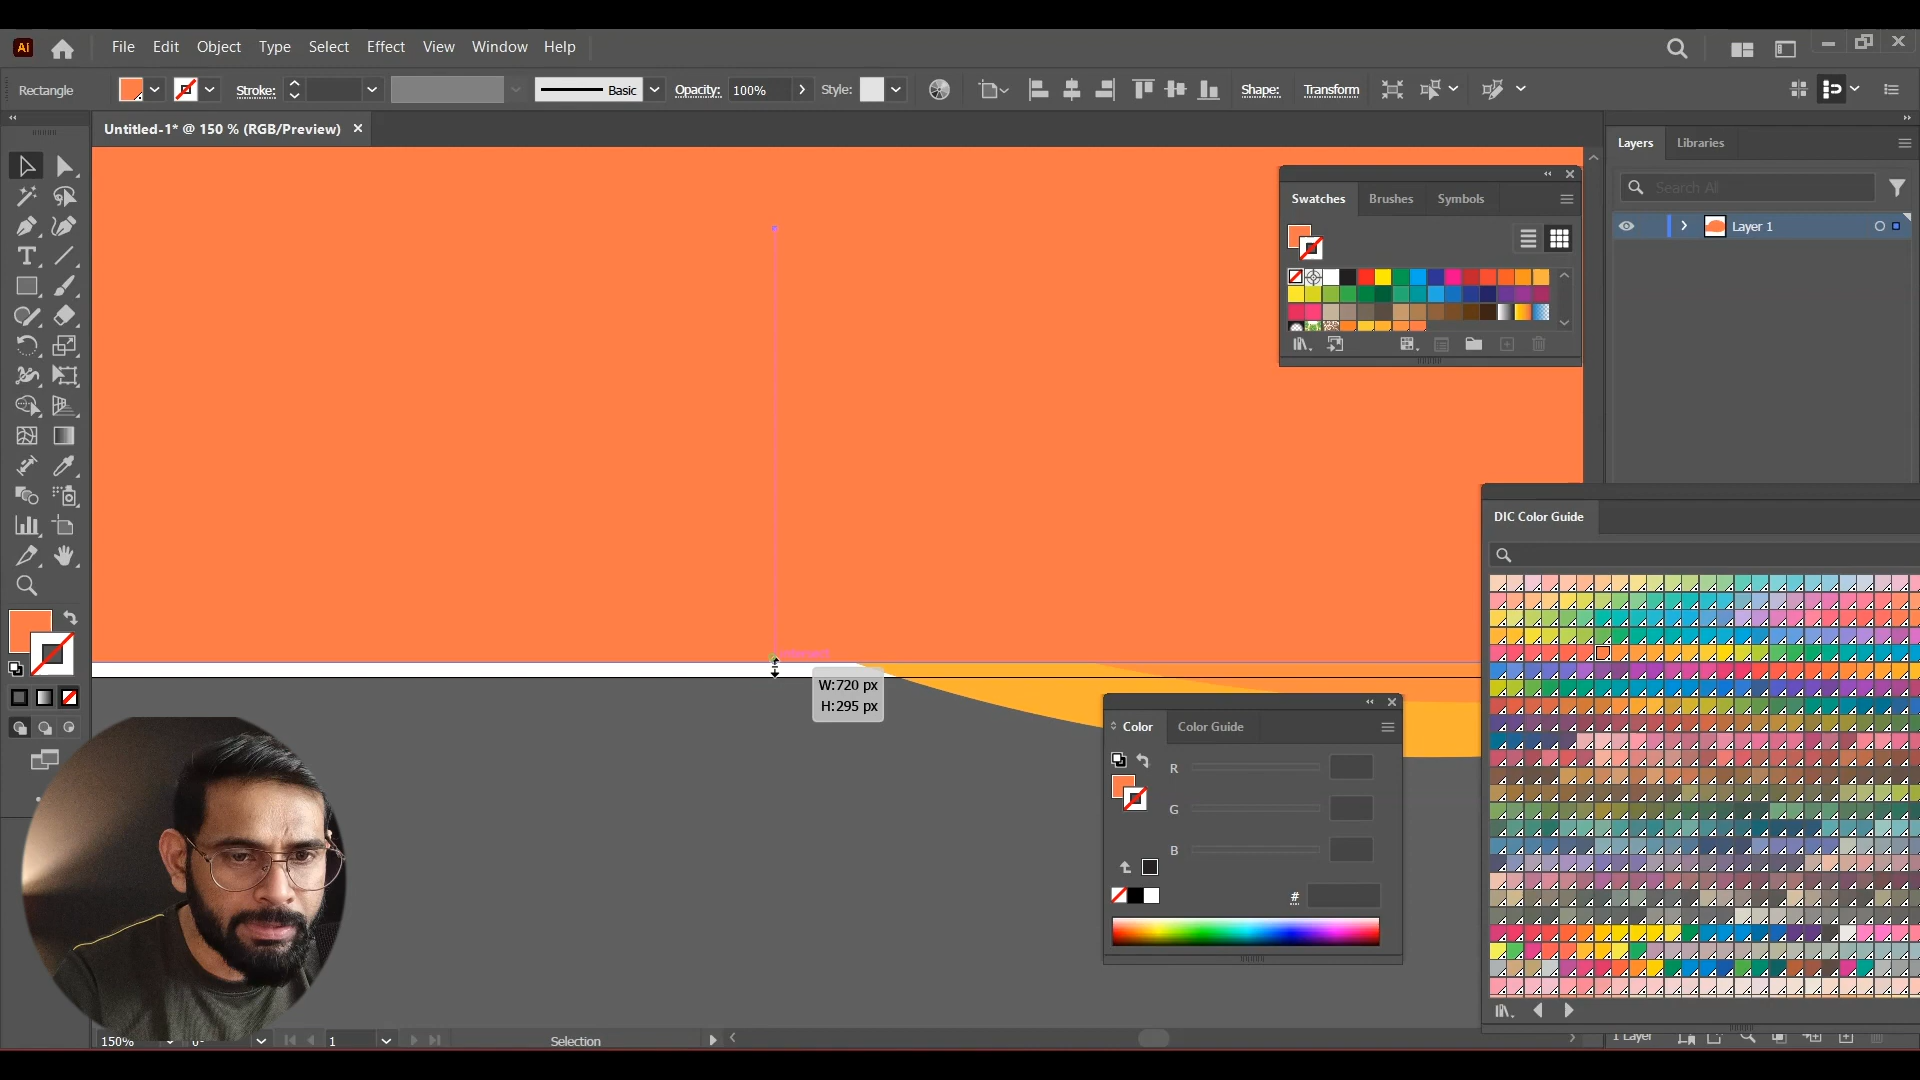 Ai File Edit Object Type Select Effect View Window Help
Rectangle Stroke: Basic Opacity: 100% Style: Shape: Transform
Untitled-1* @ 150 % (RGB/Preview)
Layers Libraries
Search All
Swatches Brushes Symbols
Layer 1
DIC Color Guide
W:720 px
H:295 px
Color Color Guide
R
G
B
#
150% 0° 1 Selection
1 Layer